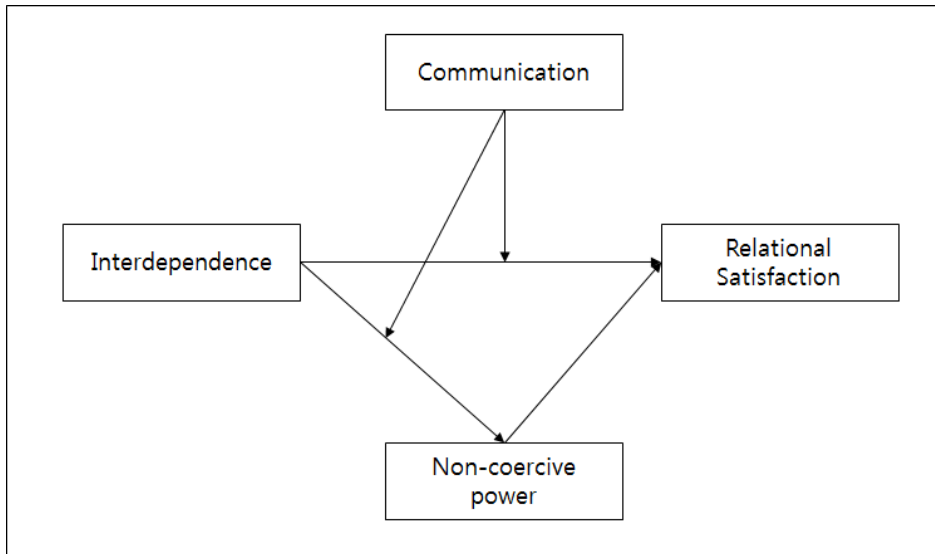 Communication
Interdependence
Relational
Satisfaction
Non-coercive
power